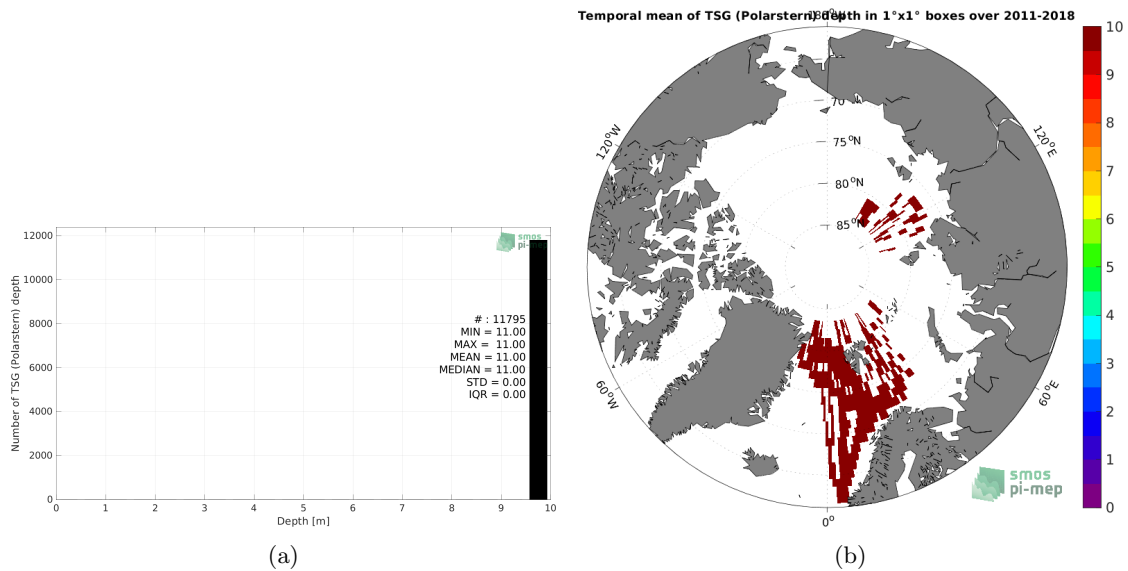 Number of TSG (Polarstern) depth
12000
10000
8000
6000
4000
2000
0
smos
pi-mep
# : 11795
MIN = 11.00
MAX = 11.00
MEAN = 11.00
MEDIAN = 11.00
STD = 0.00
IQR = 0.00
0 1 2 3 4 5 6 7 8 9 10
Depth [m]
(a)
Temporal mean of TSG (Polarstern) depth in 1°x1° boxes over 2011-2018
180°W
120°W
120°E
60°W
60°E
0°
75°N
80°N
85°N
10
9
8
7
6
5
4
3
2
1
0
smos
pi-mep
(b)